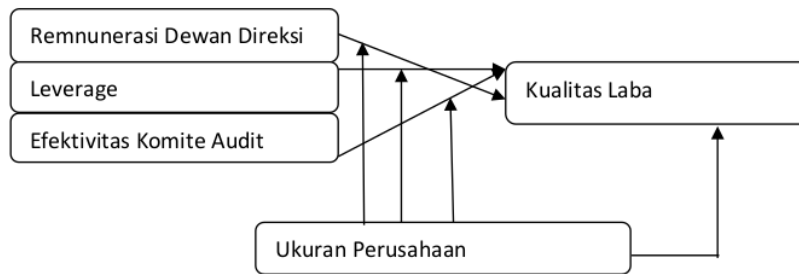 Remnunerasi Dewan Direksi
Leverage
Kualitas Laba
Efektivitas Komite Audit
Ukuran Perusahaan